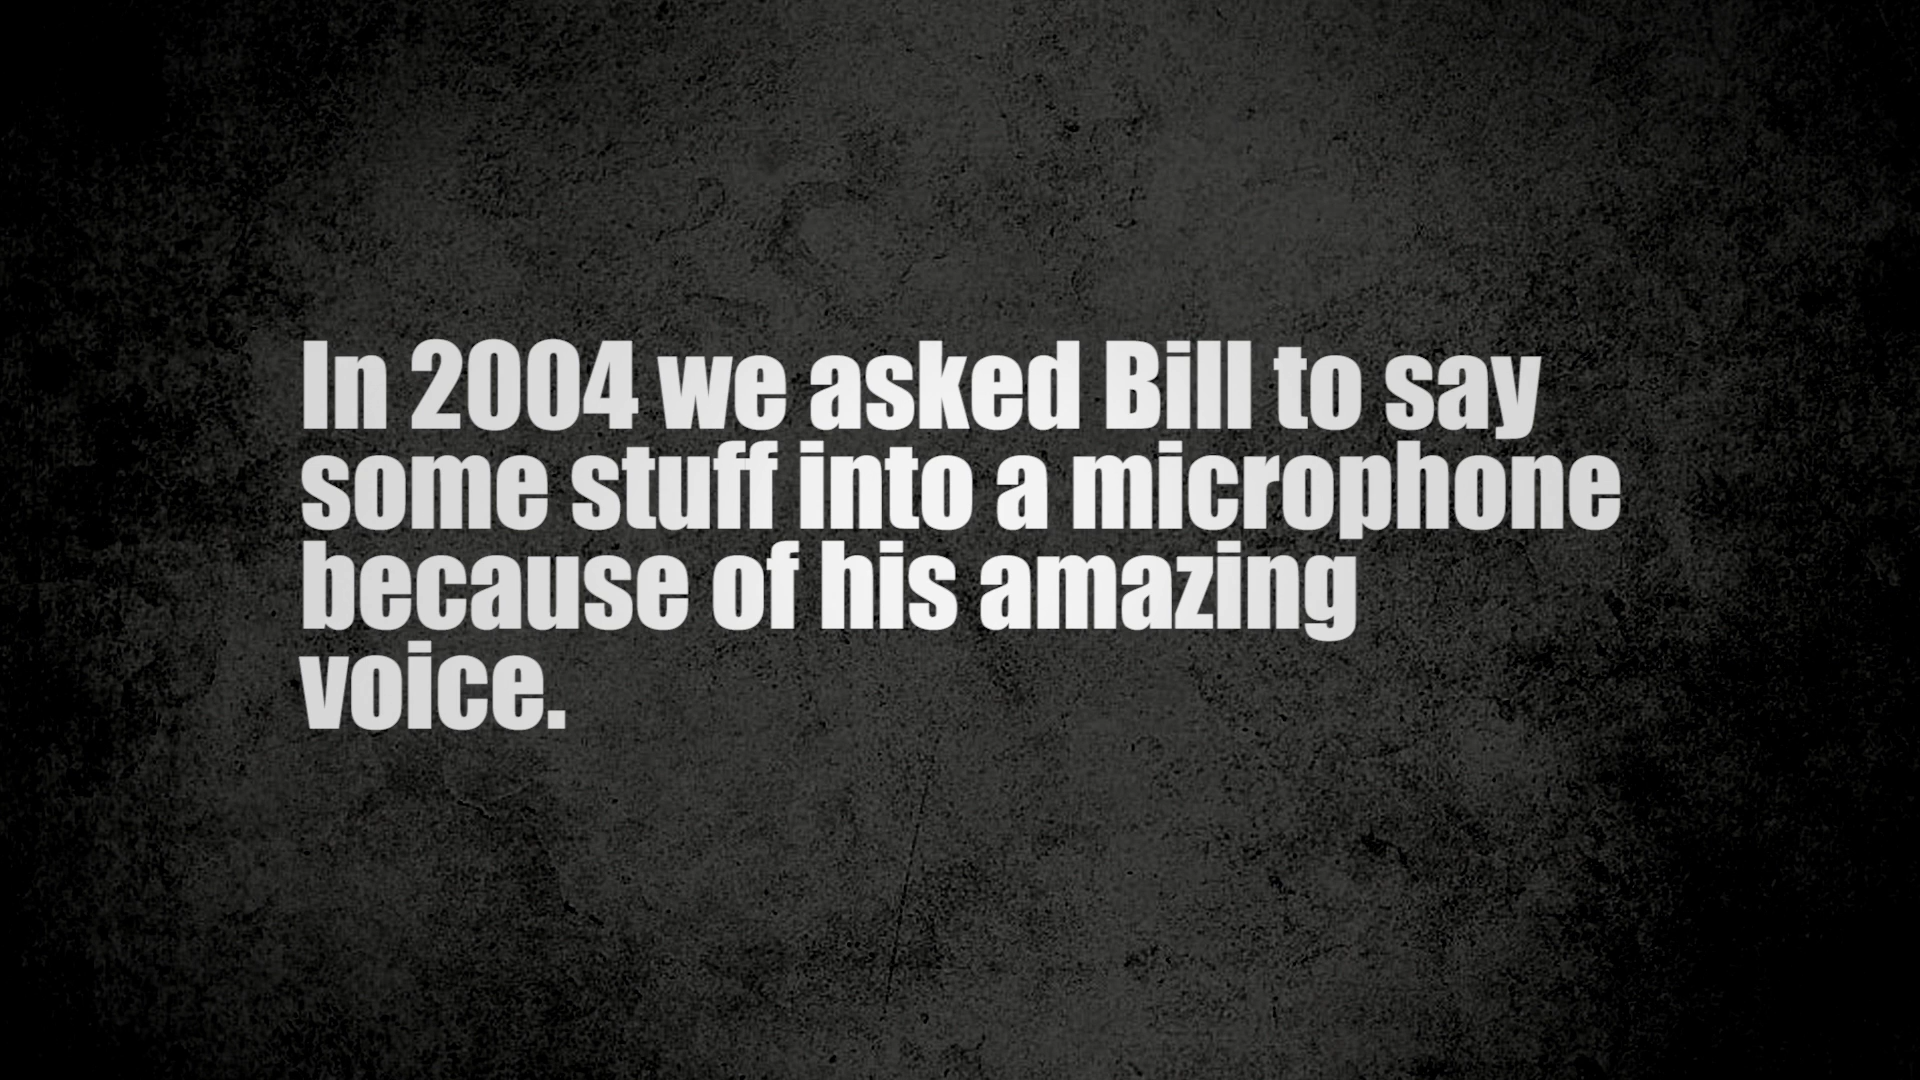 In 2004 we asked Bill to say
some stuff into a microphone
because of his amazing
voice.